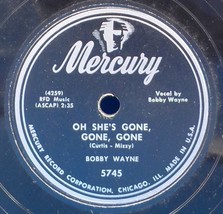 Mercury
(4259)
RFO Music
(ASCAP) 2:35
Vocal by
Bobby Wayne
OH SHE'S GONE,
GONE, GONE
(Curtis - Mizzy)
BOBBY WAYNE
5745
MERCURY RECORD CORPORATION, CHICAGO, ILL. MADE IN U.S.A.